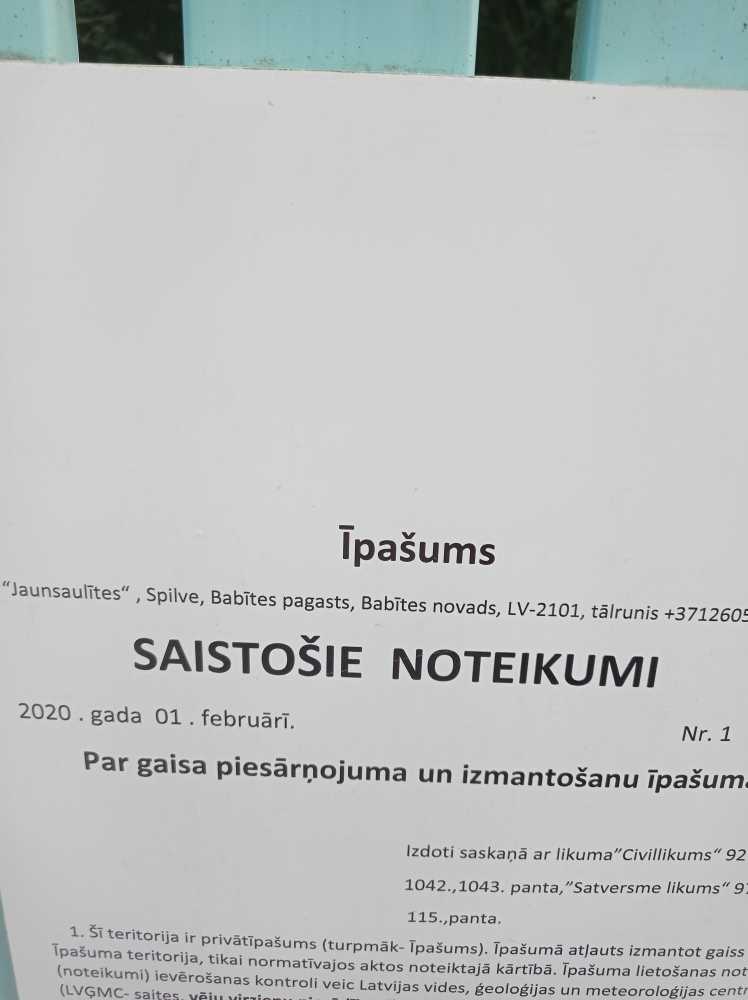 Īpašums
“Jaunsaulītes“ , Spilve, Babītes pagasts, Babītes novads, LV-2101, tālrunis +3712605
SAISTOŠIE NOTEIKUMI
2020 . gada 01 . februārī.
Nr. 1
Par gaisa piesārņojuma un izmantošanu īpašuma
Izdoti saskaņā ar likuma”Civillikums“ 92
1042.,1043. panta,”Satversme likums“ 9
115.,panta.
1. Šī teritorija ir privātīpašums (turpmāk- Īpašums). Īpašumā atļauts izmantot gaiss
Īpašuma teritorija, tikai normatīvajos aktos noteiktajā kārtībā. Īpašuma lietošanas not
(noteikumi) ievērošanas kontroli veic Latvijas vides, ģeoloģijas un meteoroloģijas centr
(LVĢMC- saites, vēju virzienu